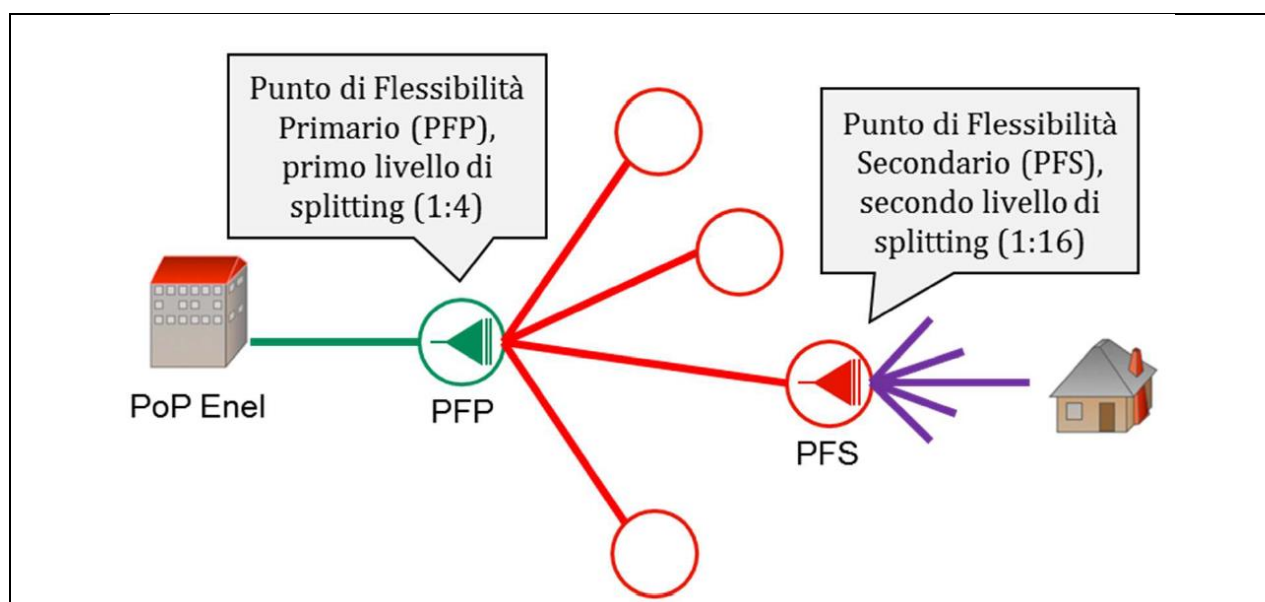 Punto di Flessibilità
Primario (PFP),
primo livello di
splitting (1:4)
Punto di Flessibilità
Secondario (PFS),
secondo livello di
splitting (1:16)
PoP Enel
PFP
PFS